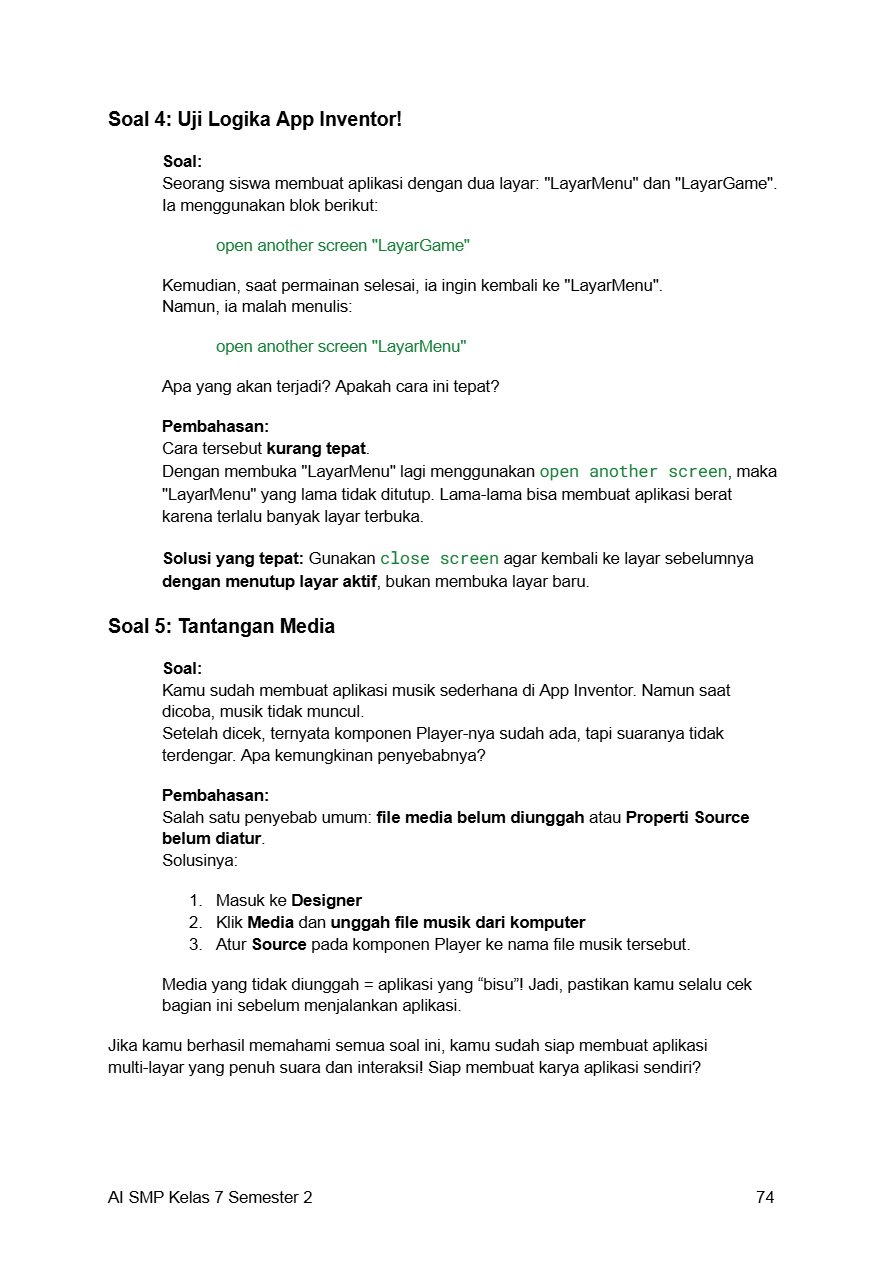 Soal 4: Uji Logika App Inventor!
Soal:
Seorang siswa membuat aplikasi dengan dua layar: "LayarMenu" dan "LayarGame".
Ia menggunakan blok berikut:
open another screen "LayarGame"
Kemudian, saat permainan selesai, ia ingin kembali ke "LayarMenu".
Namun, ia malah menulis:
open another screen "LayarMenu"
Apa yang akan terjadi? Apakah cara ini tepat?
Pembahasan:
Cara tersebut kurang tepat.
Dengan membuka "LayarMenu" lagi menggunakan open another screen, maka
"LayarMenu" yang lama tidak ditutup. Lama-lama bisa membuat aplikasi berat
karena terlalu banyak layar terbuka.
Solusi yang tepat: Gunakan close screen agar kembali ke layar sebelumnya
dengan menutup layar aktif, bukan membuka layar baru.
Soal 5: Tantangan Media
Soal:
Kamu sudah membuat aplikasi musik sederhana di App Inventor. Namun saat
dicoba, musik tidak muncul.
Setelah dicek, ternyata komponen Player-nya sudah ada, tapi suaranya tidak
terdengar. Apa kemungkinan penyebabnya?
Pembahasan:
Salah satu penyebab umum: file media belum diunggah atau Properti Source
belum diatur.
Solusinya:
1. Masuk ke Designer
2. Klik Media dan unggah file musik dari komputer
3. Atur Source pada komponen Player ke nama file musik tersebut.
Media yang tidak diunggah = aplikasi yang “bisu”! Jadi, pastikan kamu selalu cek
bagian ini sebelum menjalankan aplikasi.
Jika kamu berhasil memahami semua soal ini, kamu sudah siap membuat aplikasi
multi-layar yang penuh suara dan interaksi! Siap membuat karya aplikasi sendiri?
AI SMP Kelas 7 Semester 2 74